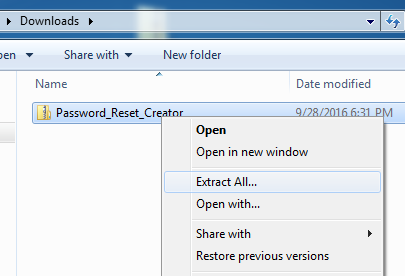 Downloads
pen
Share with
New folder
Name
Date modified
Password_Reset_Creator
9/28/2016 6:31 PM
Open
Open in new window
Extract All...
Open with...
Share with
Restore previous versions